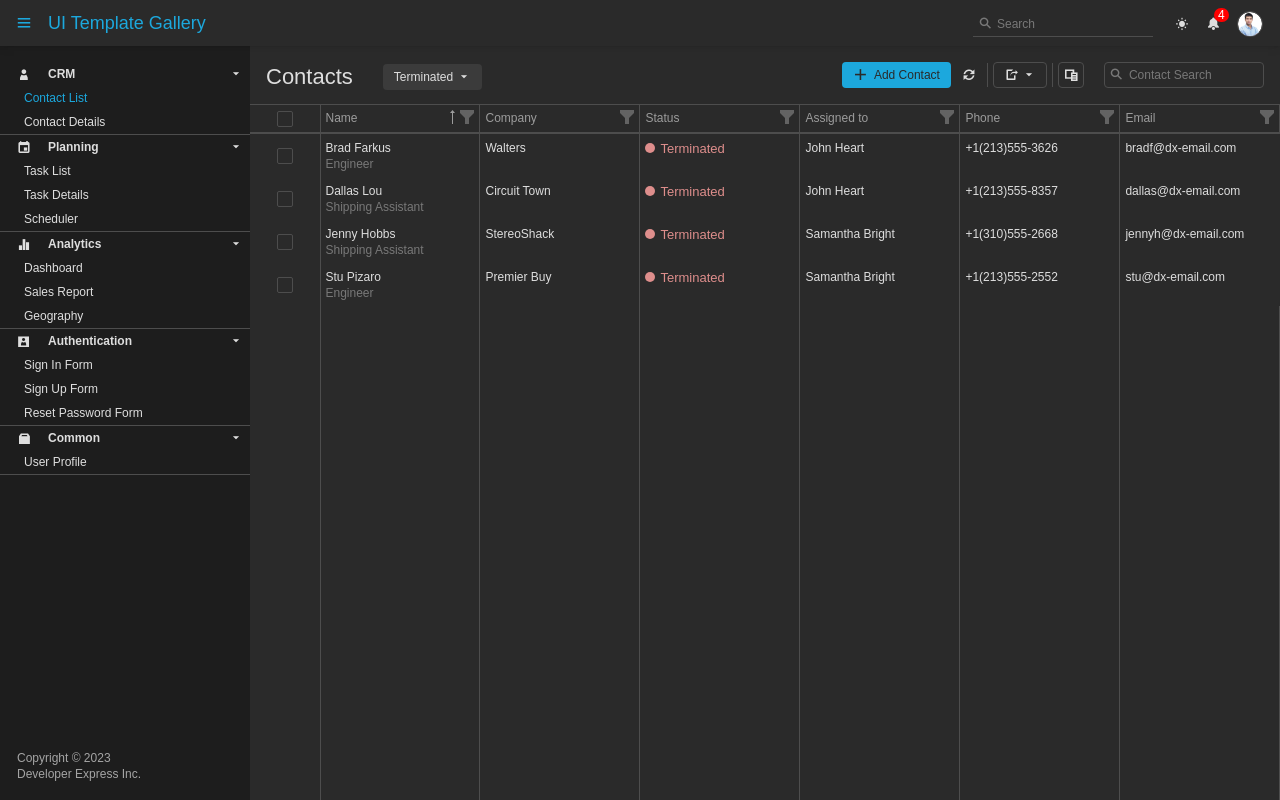 UI Template Gallery
Search
4
CRM
Contact List
Contact Details
Planning
Task List
Task Details
Scheduler
Analytics
Dashboard
Sales Report
Geography
Authentication
Sign In Form
Sign Up Form
Reset Password Form
Common
User Profile
Copyright © 2023
Developer Express Inc.
Contacts
Terminated
Add Contact
Contact Search
Name Company Status Assigned to Phone Email
Brad Farkus Walters Terminated John Heart +1(213)555-3626 bradf@dx-email.com
Engineer
Dallas Lou Circuit Town Terminated John Heart +1(213)555-8357 dallas@dx-email.com
Shipping Assistant
Jenny Hobbs StereoShack Terminated Samantha Bright +1(310)555-2668 jennyh@dx-email.com
Shipping Assistant
Stu Pizaro Premier Buy Terminated Samantha Bright +1(213)555-2552 stu@dx-email.com
Engineer